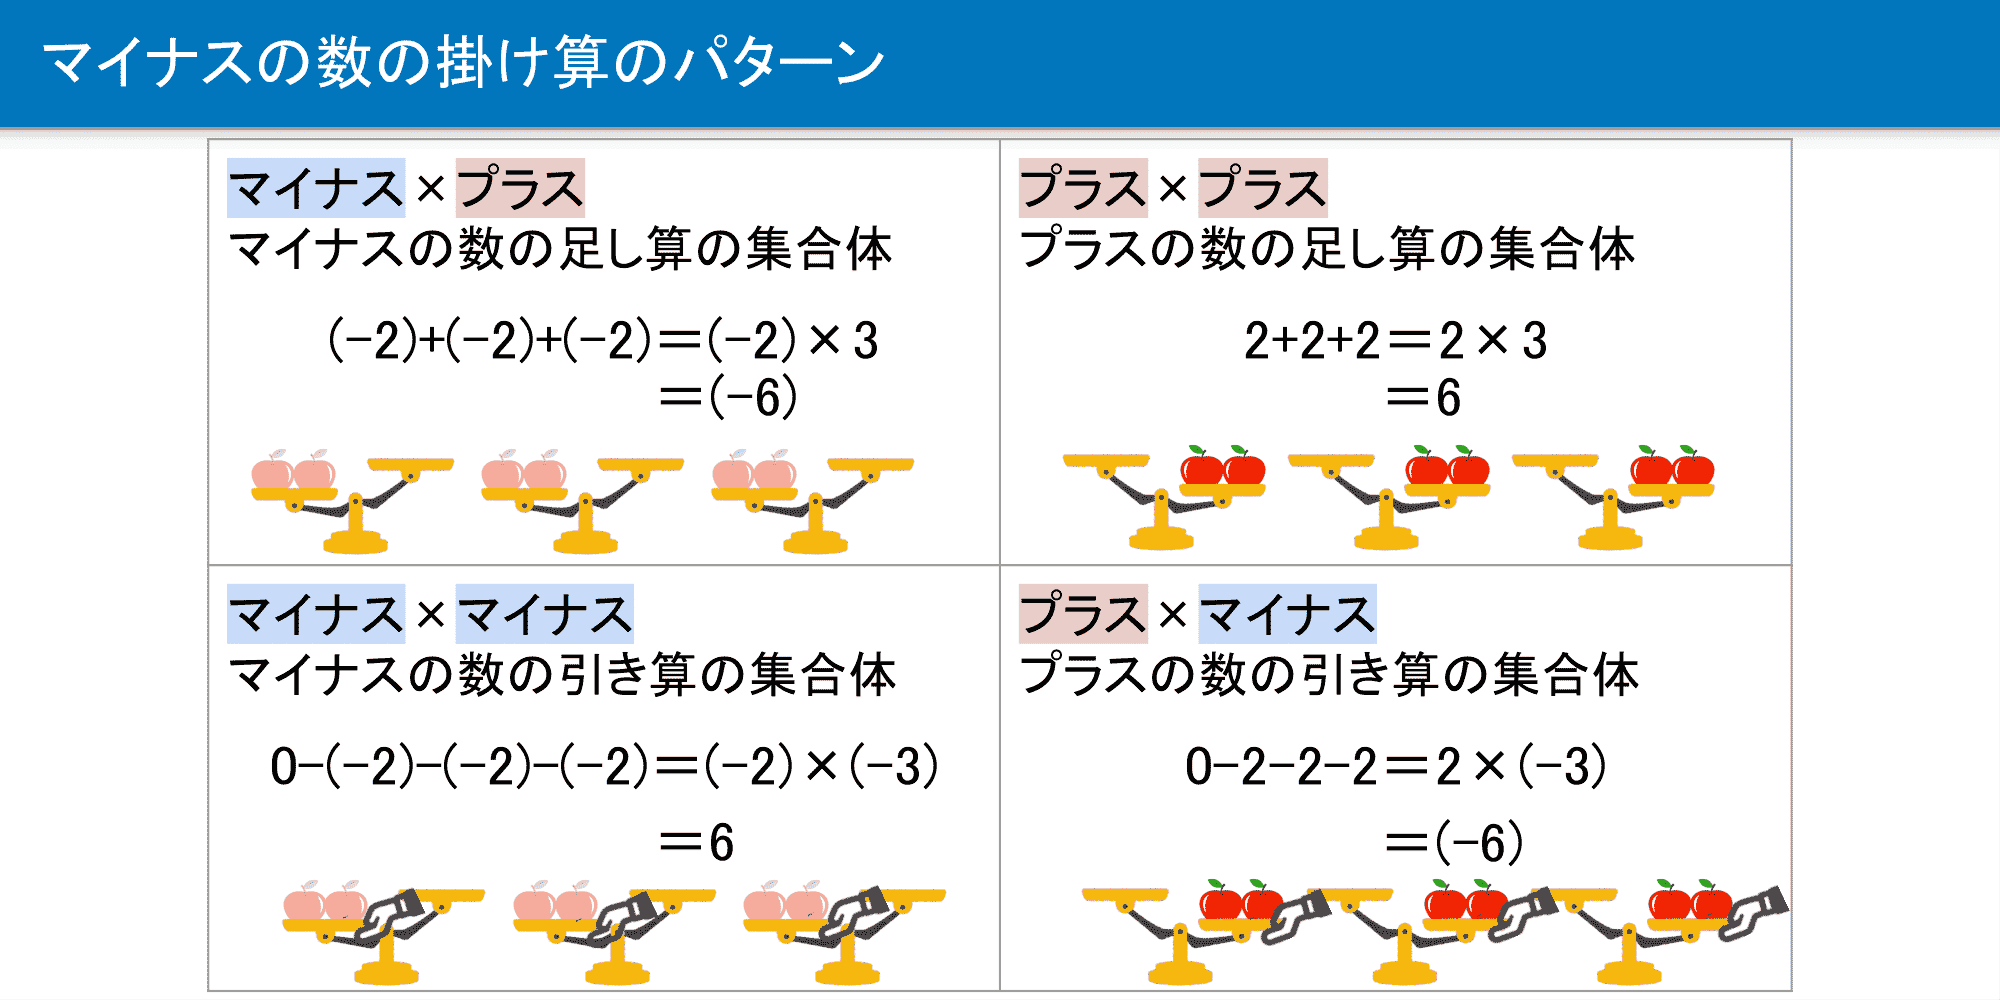 マイナスの数の掛け算のパターン
マイナス×プラス
マイナスの数の足し算の集合体
(-2)+(-2)+(-2)=(-2)×3
=(-6)
プラス×プラス
プラスの数の足し算の集合体
2+2+2=2×3
=6
マイナス×マイナス
マイナスの数の引き算の集合体
0-(-2)-(-2)-(-2)=(-2)×(-3)
=6
プラス×マイナス
プラスの数の引き算の集合体
0-2-2-2=2×(-3)
=(-6)